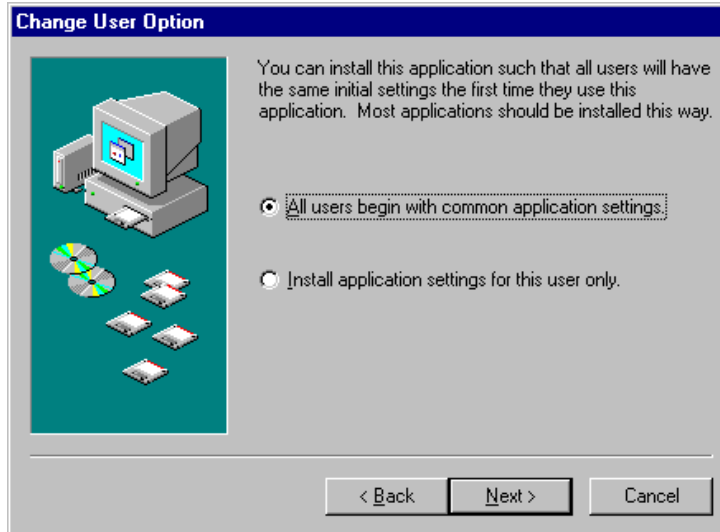 Change User Option
You can install this application such that all users will have
the same initial settings the first time they use this
application.  Most applications should be installed this way.
All users begin with common application settings.
Install application settings for this user only.
< Back
Next >
Cancel